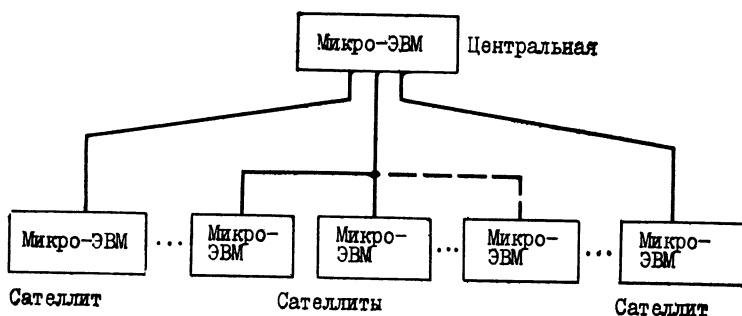 Микро-ЭВМ Центральная
Микро-ЭВМ ... Микро-
ЭВМ Микро-
ЭВМ ... Микро-
ЭВМ ... Микро-
ЭВМ
Сателлит Сателлиты Сателлит